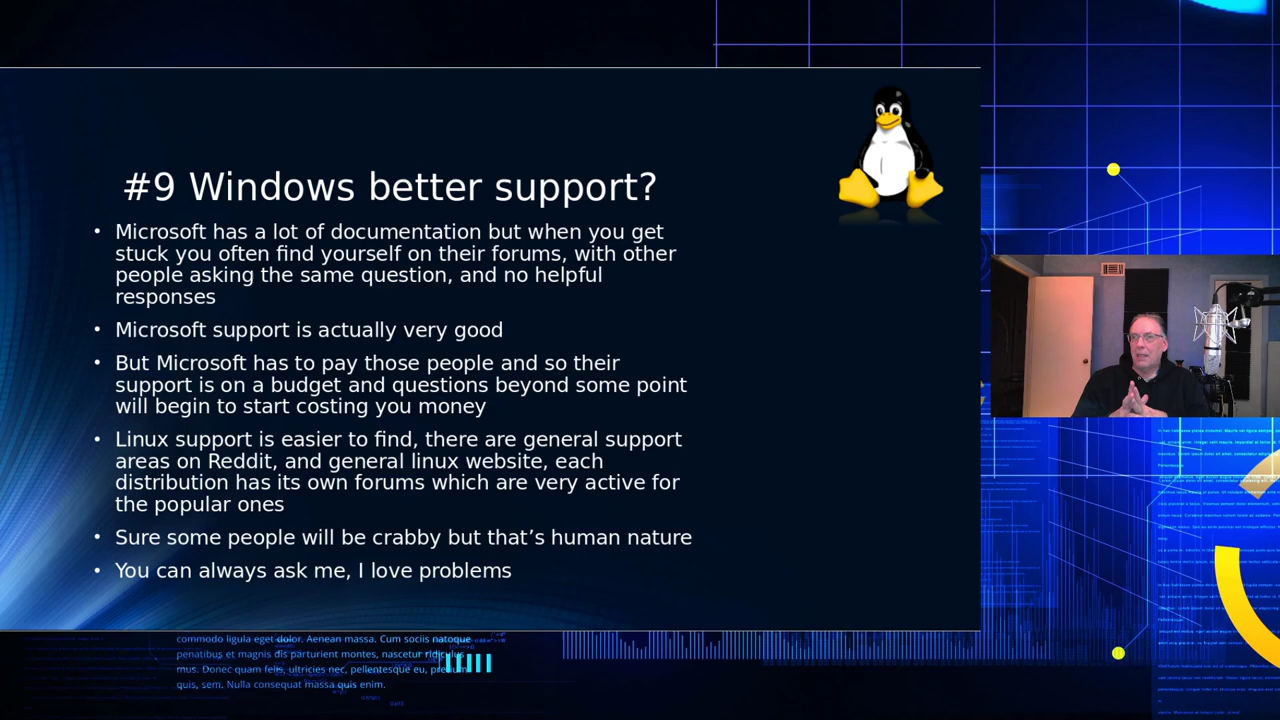 #9 Windows better support?
• Microsoft has a lot of documentation but when you get
stuck you often find yourself on their forums, with other
people asking the same question, and no helpful
responses
• Microsoft support is actually very good
• But Microsoft has to pay those people and so their
support is on a budget and questions beyond some point
will begin to start costing you money
• Linux support is easier to find, there are general support
areas on Reddit, and general linux website, each
distribution has its own forums which are very active for
the popular ones
• Sure some people will be crabby but that’s human nature
• You can always ask me, I love problems
commodo ligula eget dolor. Aenean massa. Cum sociis natoque
penatibus et magnis dis parturient montes, nascetur ridiculus
mus. Donec quam felis, ultricies nec, pellentesque eu, pretium
quis, sem. Nulla consequat massa quis enim.